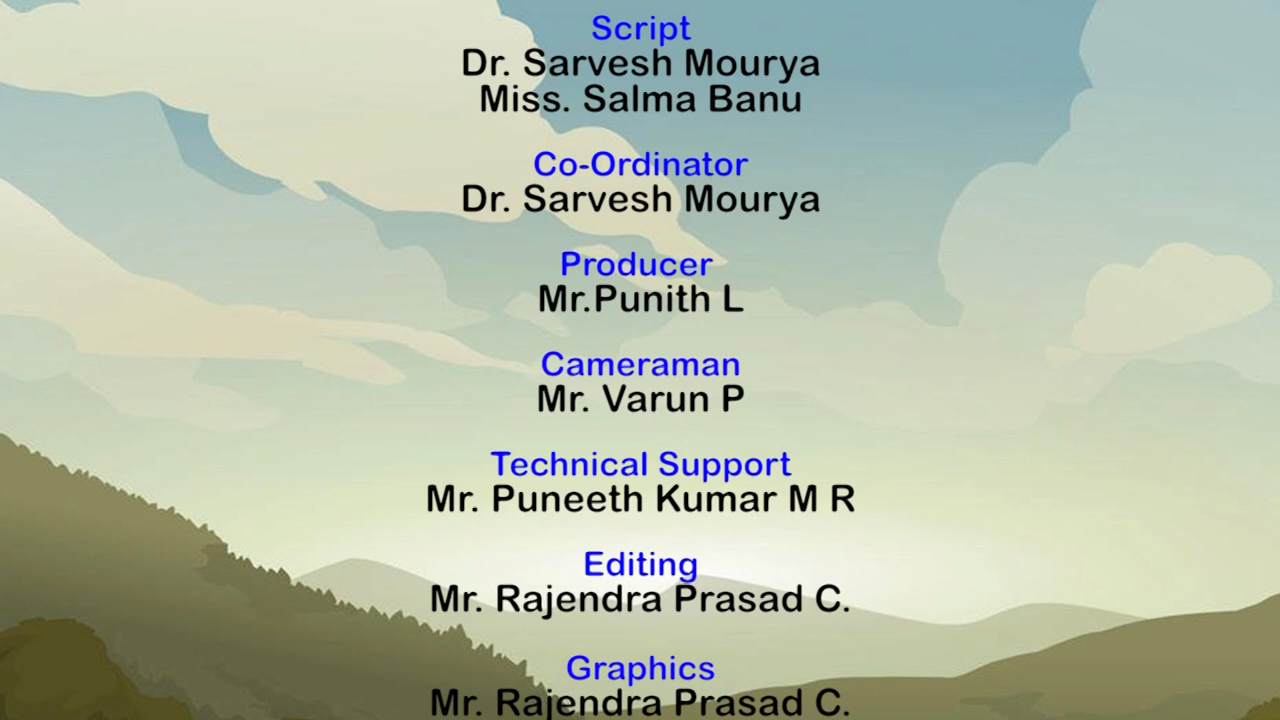 Script
Dr. Sarvesh Mourya
Miss. Salma Banu
Co-Ordinator
Dr. Sarvesh Mourya
Producer
Mr.Punith L
Cameraman
Mr. Varun P
Technical Support
Mr. Puneeth Kumar M R
Editing
Mr. Rajendra Prasad C.
Graphics
Mr. Rajendra Prasad C.